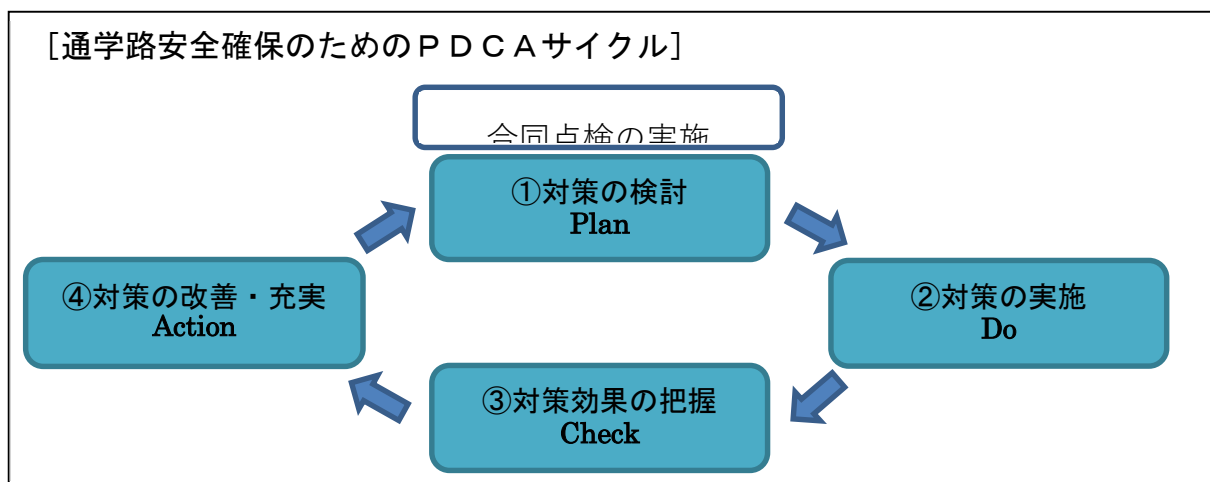 ［通学路安全確保のためのＰＤＣＡサイクル］
合同点検の実施
①対策の検討
Plan
④対策の改善・充実
Action
②対策の実施
Do
③対策効果の把握
Check